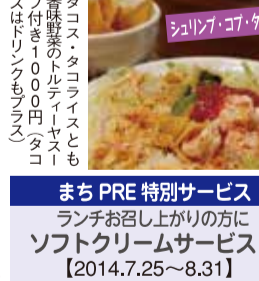 シュリンプ・コブ・タ
タコス・タコライスとも
香味野菜のトルティーヤスー
プ付き1000円（タコ
スはドリンクもプラス）
まち PRE 特別サービス
ランチお召し上がりの方に
ソフトクリームサービス
【2014.7.25～8.31】